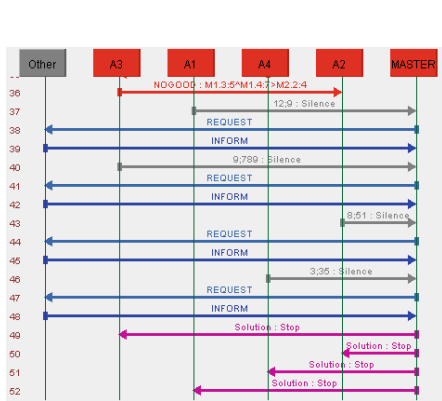 Other A3 A1 A4 A2 MASTER
36 NOGOOD : M1.3:5^M1.4:7>M2.2:4
37 12;9 : Silence
38 REQUEST
39 INFORM
40 9;789 : Silence
41 REQUEST
42 INFORM
43 8;51 : Silence
44 REQUEST
45 INFORM
46 3;35 : Silence
47 REQUEST
48 INFORM
49 Solution : Stop
50 Solution : Stop
51 Solution : Stop
52 Solution : Stop